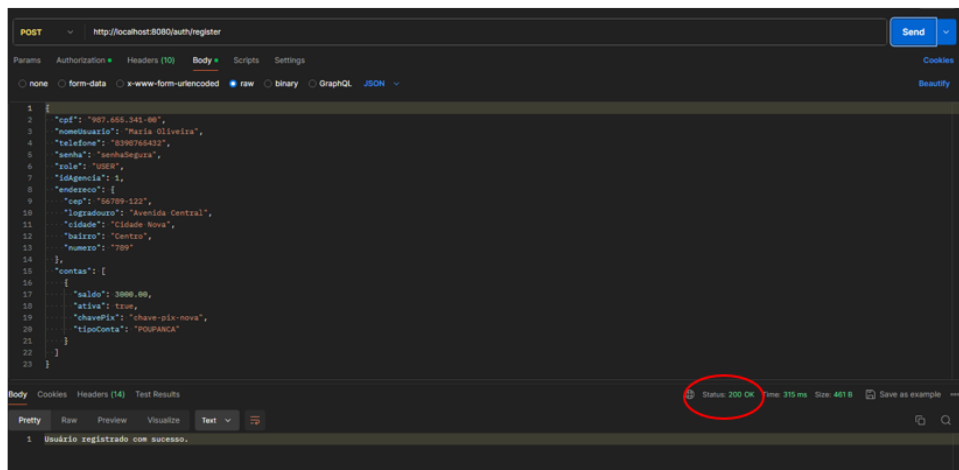 POST http://localhost:8080/auth/register Send
Params Authorization Headers (10) Body Scripts Settings Cookies
none form-data x-www-form-urlencoded raw binary GraphQL JSON Beautify
1 {
2 "cpf": "987.655.341-00",
3 "nomeUsuario": "Maria Oliveira",
4 "telefone": "8398765432",
5 "senha": "senhaSegura",
6 "role": "USER",
7 "idAgencia": 1,
8 "endereco": {
9 "cep": "56789-122",
10 "logradouro": "Avenida Central",
11 "cidade": "Cidade Nova",
12 "bairro": "Centro",
13 "numero": "789"
14 },
15 "contas": [
16 {
17 "saldo": 3000.00,
18 "ativa": true,
19 "chavePix": "chave-pix-nova",
20 "tipoConta": "POUPANCA"
21 }
22 ]
23 }
Body Cookies Headers (14) Test Results Status: 200 OK Time: 315 ms Size: 461 B Save as example
Pretty Raw Preview Visualize Text
1 Usuário registrado com sucesso.